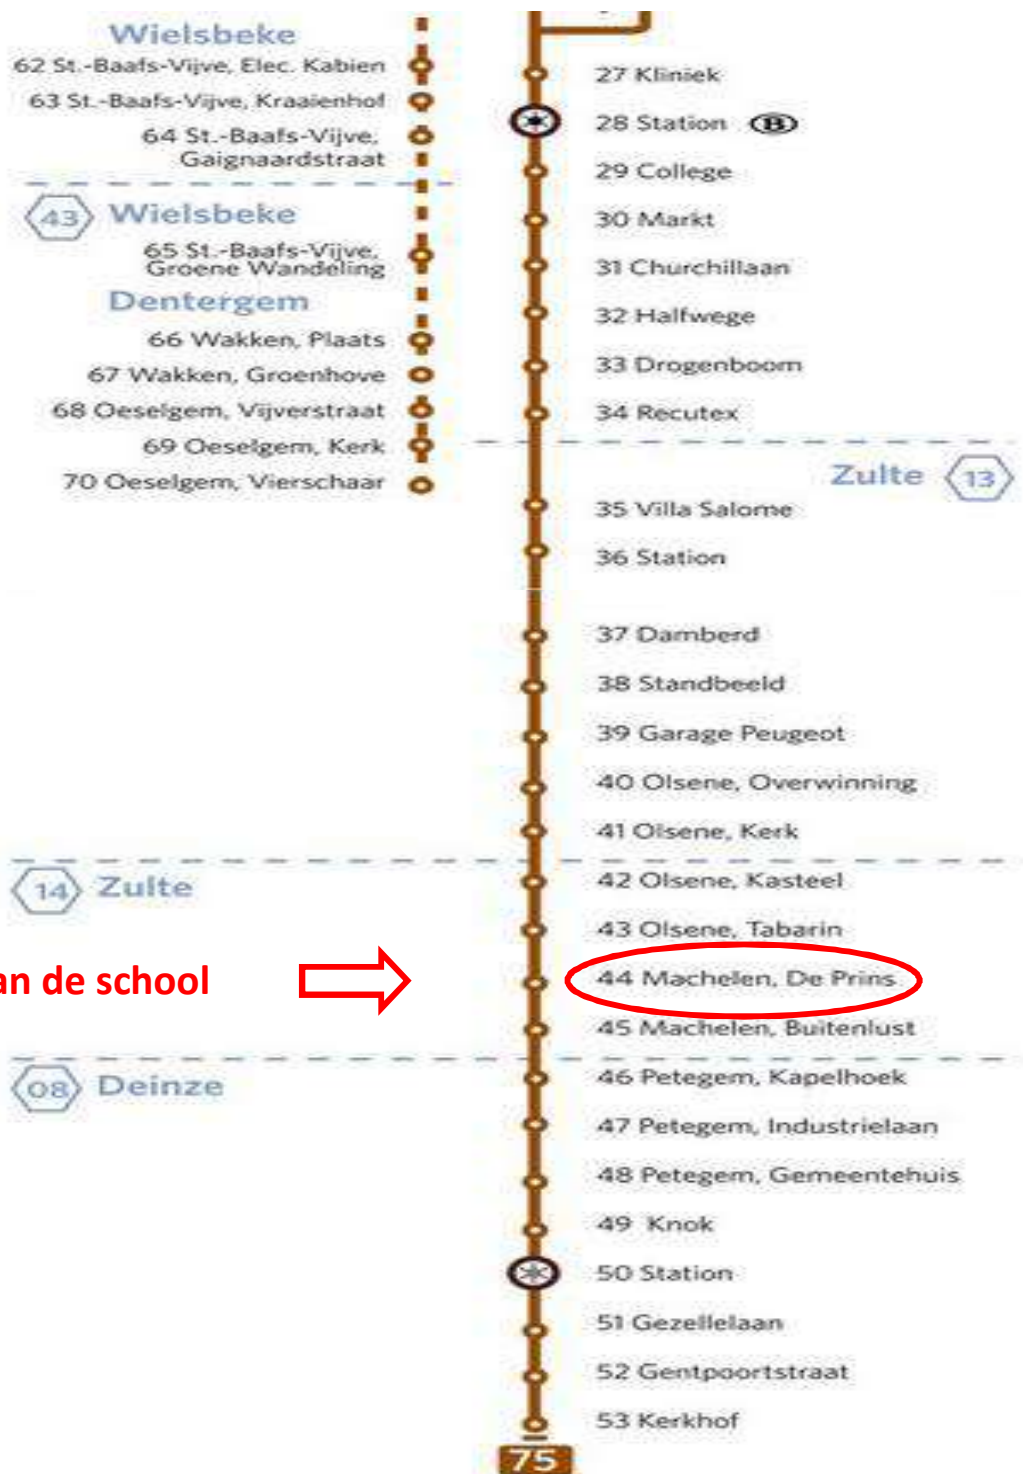 Wielsbeke
62 St.-Baafs-Vijve, Elec. Kabien
63 St.-Baafs-Vijve, Kraaienhof
64 St.-Baafs-Vijve,
Gaignaardstraat
43 Wielsbeke
65 St.-Baafs-Vijve,
Groene Wandeling
Dentergem
66 Wakken, Plaats
67 Wakken, Groenhove
68 Oeselgem, Vijverstraat
69 Oeselgem, Kerk
70 Oeselgem, Vierschaar
27 Kliniek
28 Station B
29 College
30 Markt
31 Churchillaan
32 Halfwege
33 Drogenboom
34 Recutex
Zulte 13
35 Villa Salome
36 Station
37 Damberd
38 Standbeeld
39 Garage Peugeot
40 Olsene, Overwinning
41 Olsene, Kerk
14 Zulte
42 Olsene, Kasteel
43 Olsene, Tabarin
an de school
44 Machelen, De Prins
45 Machelen, Buitenlust
08 Deinze
46 Petegem, Kapelhoek
47 Petegem, Industrielaan
48 Petegem, Gemeentehuis
49 Knok
50 Station
51 Gezellelaan
52 Gentpoortstraat
53 Kerkhof
75